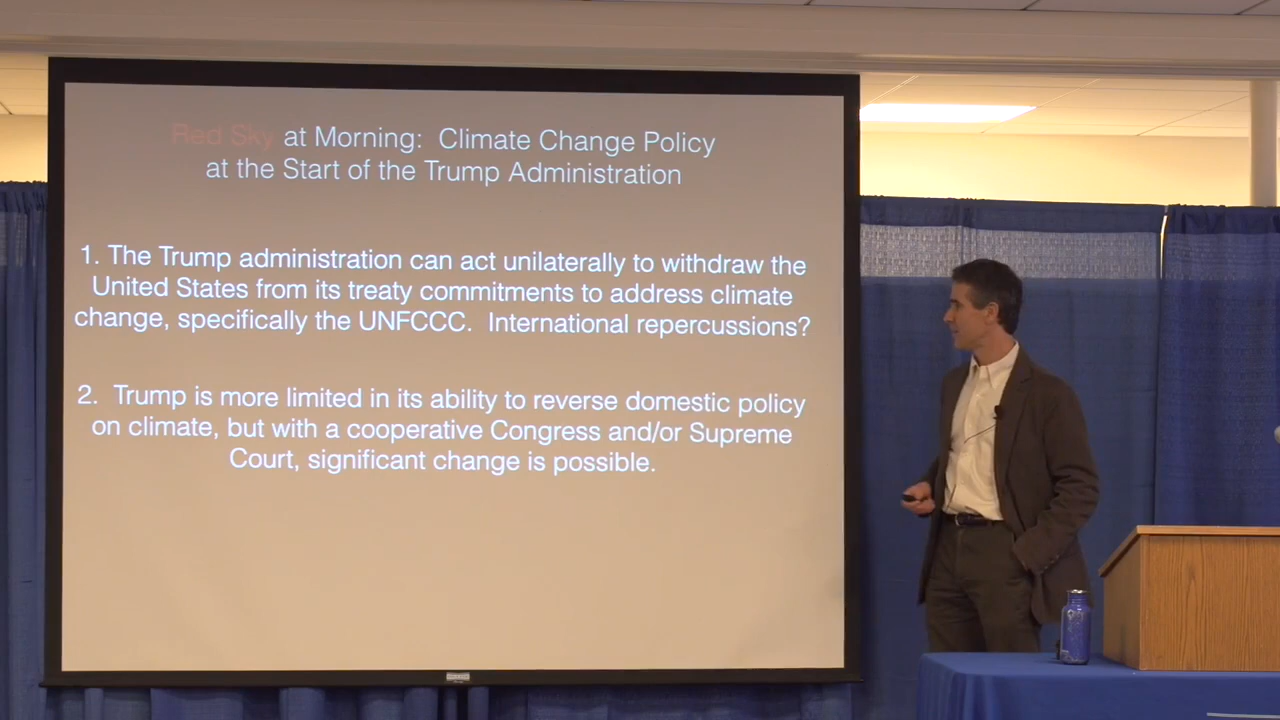 Red Sky at Morning: Climate Change Policy
at the Start of the Trump Administration
1. The Trump administration can act unilaterally to withdraw the
United States from its treaty commitments to address climate
change, specifically the UNFCCC. International repercussions?
2. Trump is more limited in its ability to reverse domestic policy
on climate, but with a cooperative Congress and/or Supreme
Court, significant change is possible.